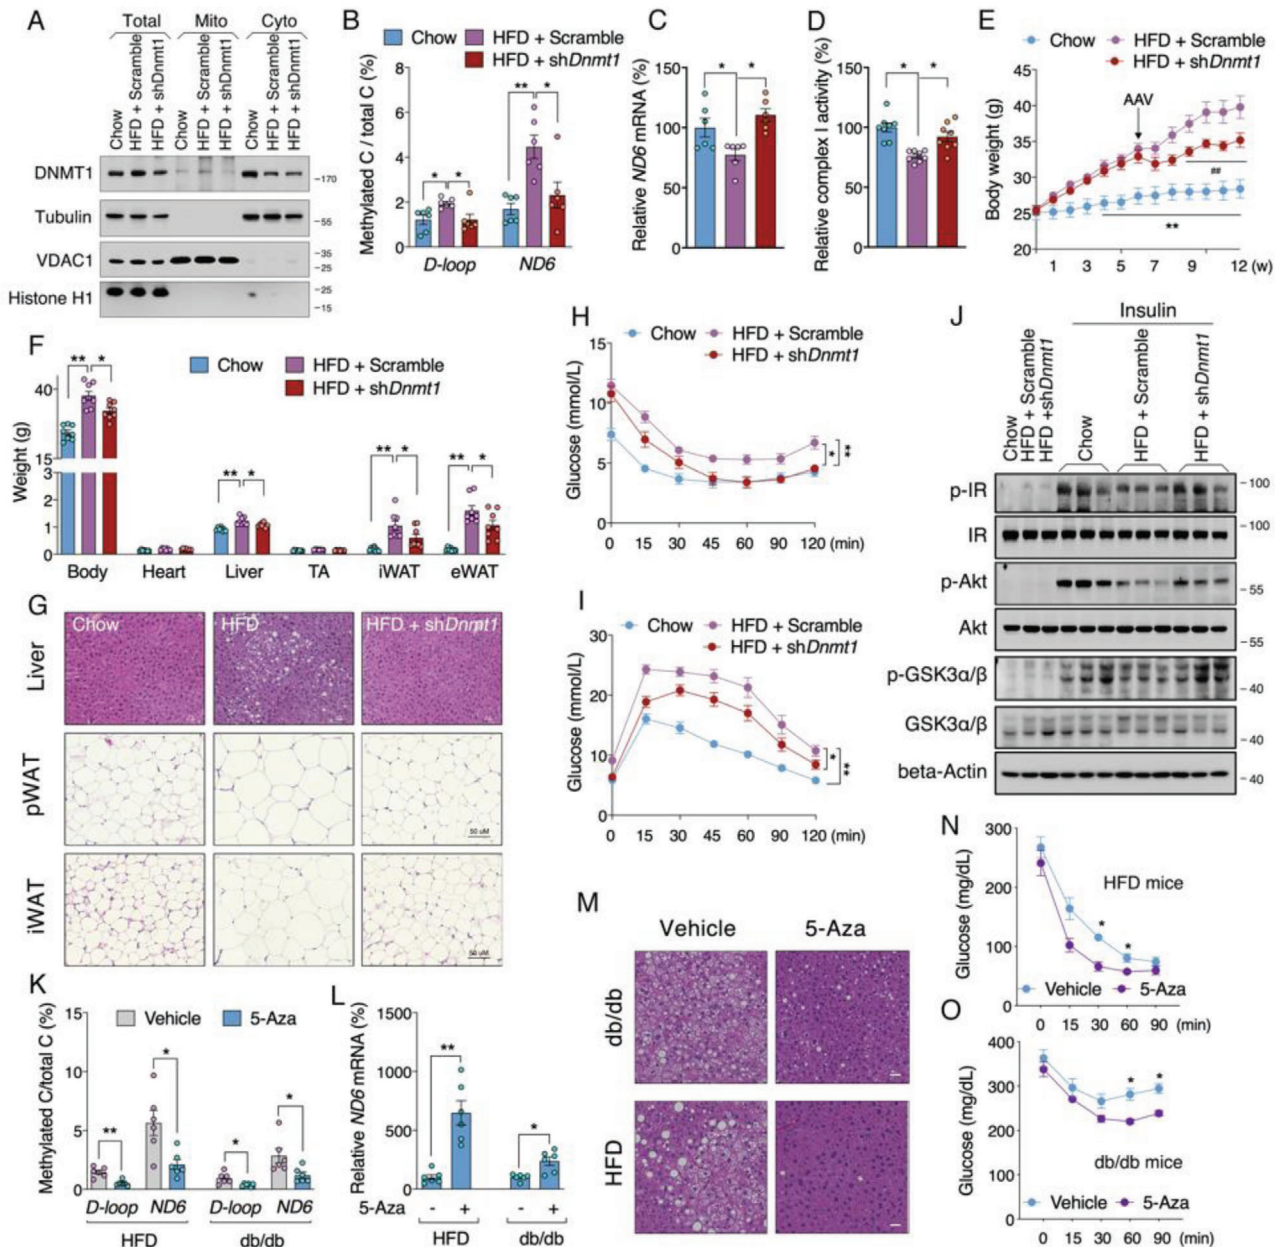 A
Total Mito Cyto
Chow
HFD + Scramble
HFD + shDnmt1
Chow
HFD + Scramble
HFD + shDnmt1
Chow
HFD + Scramble
HFD + shDnmt1
DNMT1 –170
Tubulin –55
VDAC1 –35
–25
Histone H1 –25
–15
B
Chow HFD + Scramble
HFD + shDnmt1
Methylated C / total C (%)
8
6
4
2
0
* * ** *
D-loop ND6
C
Relative ND6 mRNA (%)
150
100
50
0
* *
D
Relative complex I activity (%)
150
100
50
0
* *
E
Chow HFD + Scramble
HFD + shDnmt1
Body weight (g)
45
40
35
30
25
20
AAV
##
**
1 3 5 7 9 12 (w)
F
Chow HFD + Scramble
HFD + shDnmt1
Weight (g)
40
15
3
2
1
0
** * ** * ** * ** *
Body Heart Liver TA iWAT eWAT
G
Chow HFD HFD + shDnmt1
Liver
pWAT
50 uM
iWAT
50 uM
H
Chow HFD + Scramble
HFD + shDnmt1
Glucose (mmol/L)
15
10
5
0
* **
0 15 30 45 60 90 120 (min)
I
Chow HFD + Scramble
HFD + shDnmt1
Glucose (mmol/L)
30
20
10
0
* **
0 15 30 45 60 90 120 (min)
J
Insulin
Chow
HFD + Scramble
HFD +shDnmt1
Chow
HFD + Scramble
HFD + shDnmt1
p-IR –100
IR –100
p-Akt –55
Akt –55
p-GSK3α/β –40
GSK3α/β –40
beta-Actin –40
K
Vehicle 5-Aza
Methylated C/total C (%)
15
10
5
0
** * * *
D-loop ND6 D-loop ND6
HFD db/db
L
Relative ND6 mRNA (%)
1500
1000
500
0
** *
5-Aza - + - +
HFD db/db
M
Vehicle 5-Aza
db/db
HFD
N
Glucose (mg/dL)
300
200
100
0
HFD mice
* *
Vehicle 5-Aza
0 15 30 60 90 (min)
O
Glucose (mg/dL)
400
300
200
100
0
* *
db/db mice
Vehicle 5-Aza
0 15 30 60 90 (min)